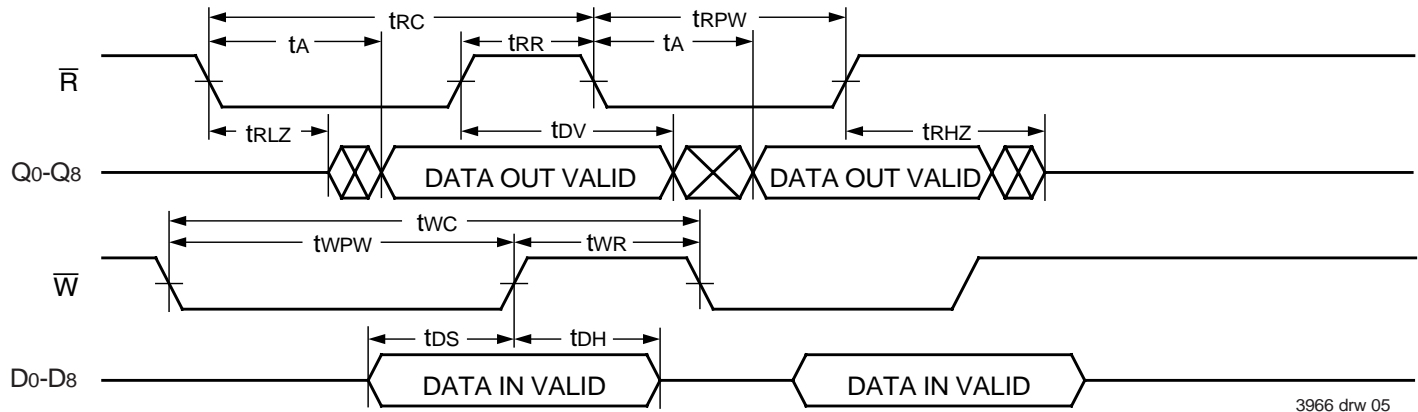 tRC tRPW
tA tRR tA
R̅
tRLZ tDV tRHZ
Q0-Q8 DATA OUT VALID DATA OUT VALID
tWC
tWPW tWR
W̅
tDS tDH
D0-D8 DATA IN VALID DATA IN VALID
3966 drw 05